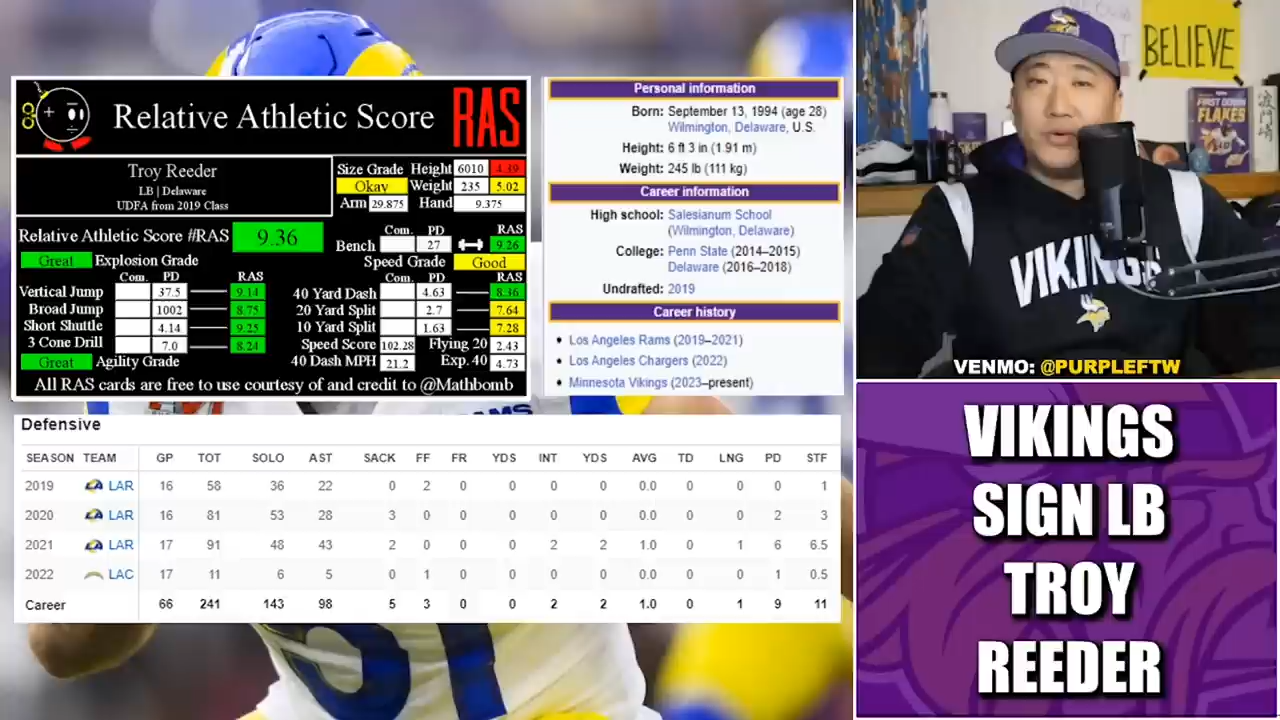 Relative Athletic Score RAS
Troy Reeder
LB | Delaware
UDFA from 2019 Class
Size Grade Height 6010 4.39
Okay Weight 235 5.02
Arm 29.875 Hand 9.375
Relative Athletic Score #RAS 9.36
Com. PD RAS
Bench 27 9.26
Great Explosion Grade
Speed Grade Good
Com. PD RAS
Vertical Jump 37.5 9.14
Broad Jump 1002 8.75
Short Shuttle 4.14 9.25
3 Cone Drill 7.0 8.24
Great Agility Grade
Com. PD RAS
40 Yard Dash 4.63 8.36
20 Yard Split 2.7 7.64
10 Yard Split 1.63 7.28
Speed Score 102.28 Flying 20 2.43
40 Dash MPH 21.2 Exp. 40 4.73
All RAS cards are free to use courtesy of and credit to @Mathbomb
Personal information
Born: September 13, 1994 (age 28)
Wilmington, Delaware, U.S.
Height: 6 ft 3 in (1.91 m)
Weight: 245 lb (111 kg)
Career information
High school: Salesianum School
(Wilmington, Delaware)
College: Penn State (2014–2015)
Delaware (2016–2018)
Undrafted: 2019
Career history
• Los Angeles Rams (2019–2021)
• Los Angeles Chargers (2022)
• Minnesota Vikings (2023–present)
Defensive
SEASON TEAM GP TOT SOLO AST SACK FF FR YDS INT YDS AVG TD LNG PD STF
2019 LAR 16 58 36 22 0 2 0 0 0 0 0.0 0 0 0 1
2020 LAR 16 81 53 28 3 0 0 0 0 0 0.0 0 0 2 3
2021 LAR 17 91 48 43 2 0 0 0 2 2 1.0 0 1 6 6.5
2022 LAC 17 11 6 5 0 1 0 0 0 0 0.0 0 0 1 0.5
Career 66 241 143 98 5 3 0 0 2 2 1.0 0 1 9 11
BELIEVE
FIRST DOWN
FLAKES
VIKINGS
VENMO: @PURPLEFTW
VIKINGS
SIGN LB
TROY
REEDER